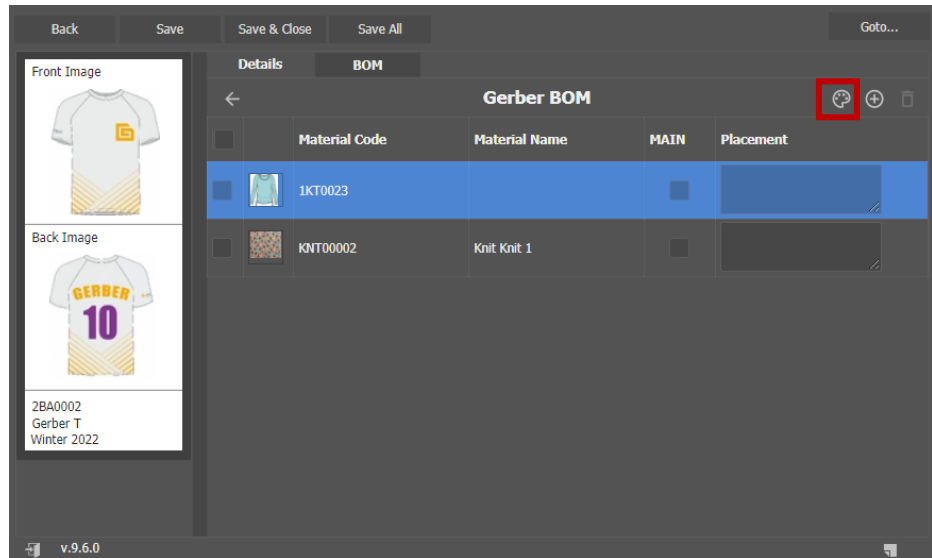 Back Save Save & Close Save All Goto...
Front Image
G
Details BOM
Gerber BOM
Material Code Material Name MAIN Placement
1KT0023
KNT00002 Knit Knit 1
Back Image
GERBER
10
2BA0002
Gerber T
Winter 2022
v.9.6.0